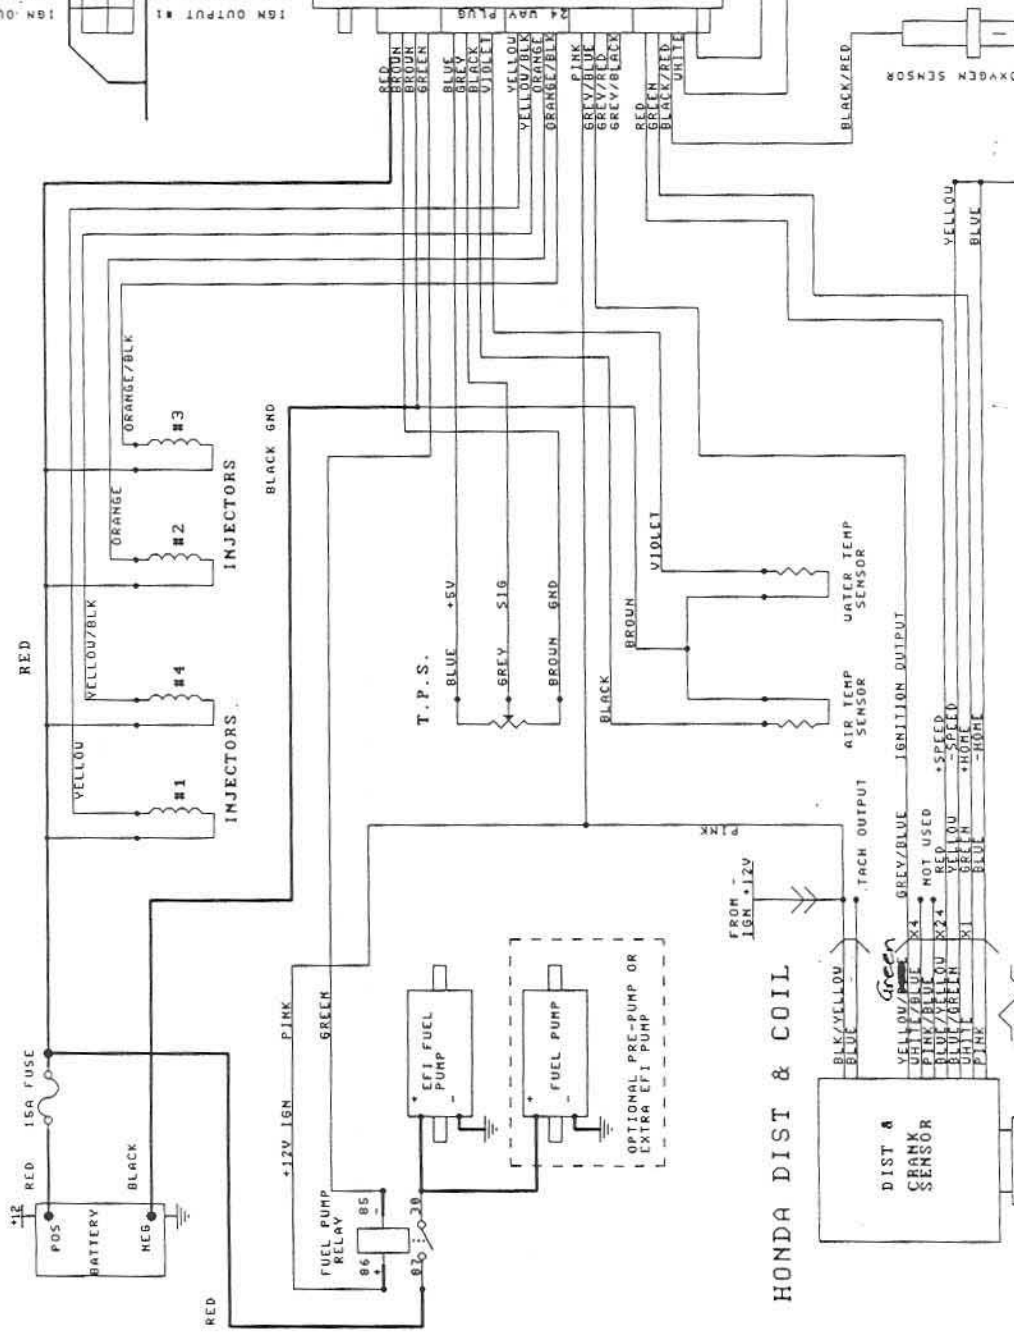 IGN OUTPUT #1
24 WAY PLUG
RED
BROWN
BROWN
GREEN
BLUE
GREY
BLACK
VIOLET
YELLOW
YELLOW/BLK
ORANGE
ORANGE/BLK
PINK
GREY/BLUE
GREY/RED
GREY/BLACK
RED
GREEN
BLACK/RED
WHITE
BLACK/RED
OXYGEN SENSOR
YELLOW
BLUE
RED
ORANGE/BLK
#3
ORANGE
#2
INJECTORS
YELLOW/BLK
#4
YELLOW
#1
INJECTORS
BLACK GND
T.P.S.
BLUE +5V
GREY SIG
BROWN GND
BROWN
VIOLET
BLACK
WATER TEMP
SENSOR
AIR TEMP
SENSOR
IGNITION OUTPUT
GREY/BLUE
TACH OUTPUT
NOT USED
RED +SPEED
YELLOW -SPEED
GREEN +HOME
BLUE -HOME
X4
X24
X1
PINK
FROM
IGN +12V
BLK/YELLOW
BLUE
Green
YELLOW/
WHITE/BLUE
PINK/BLUE
BLUE/YELLOW
BLUE/GREEN
WHITE
PINK
DIST &
CRANK
SENSOR
HONDA DIST & COIL
15A FUSE
RED
BLACK
+12
POS
BATTERY
NEG
RED
+12V IGN PINK
GREEN
FUEL PUMP
RELAY
86 +
85 -
87
30
EFI FUEL
PUMP
+ -
FUEL PUMP
+ -
OPTIONAL PRE-PUMP OR
EXTRA EFI PUMP